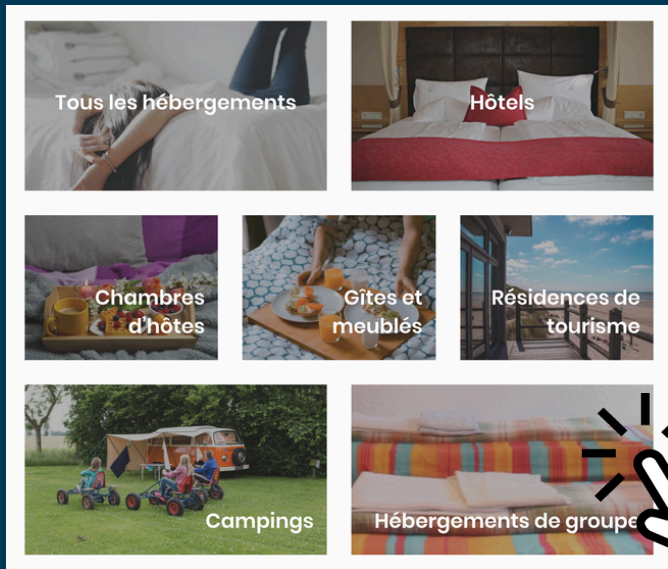 Tous les hébergements
Hôtels
Chambres
d'hôtes
Gîtes et
meublés
Résidences de
tourisme
Campings
Hébergements de groupe